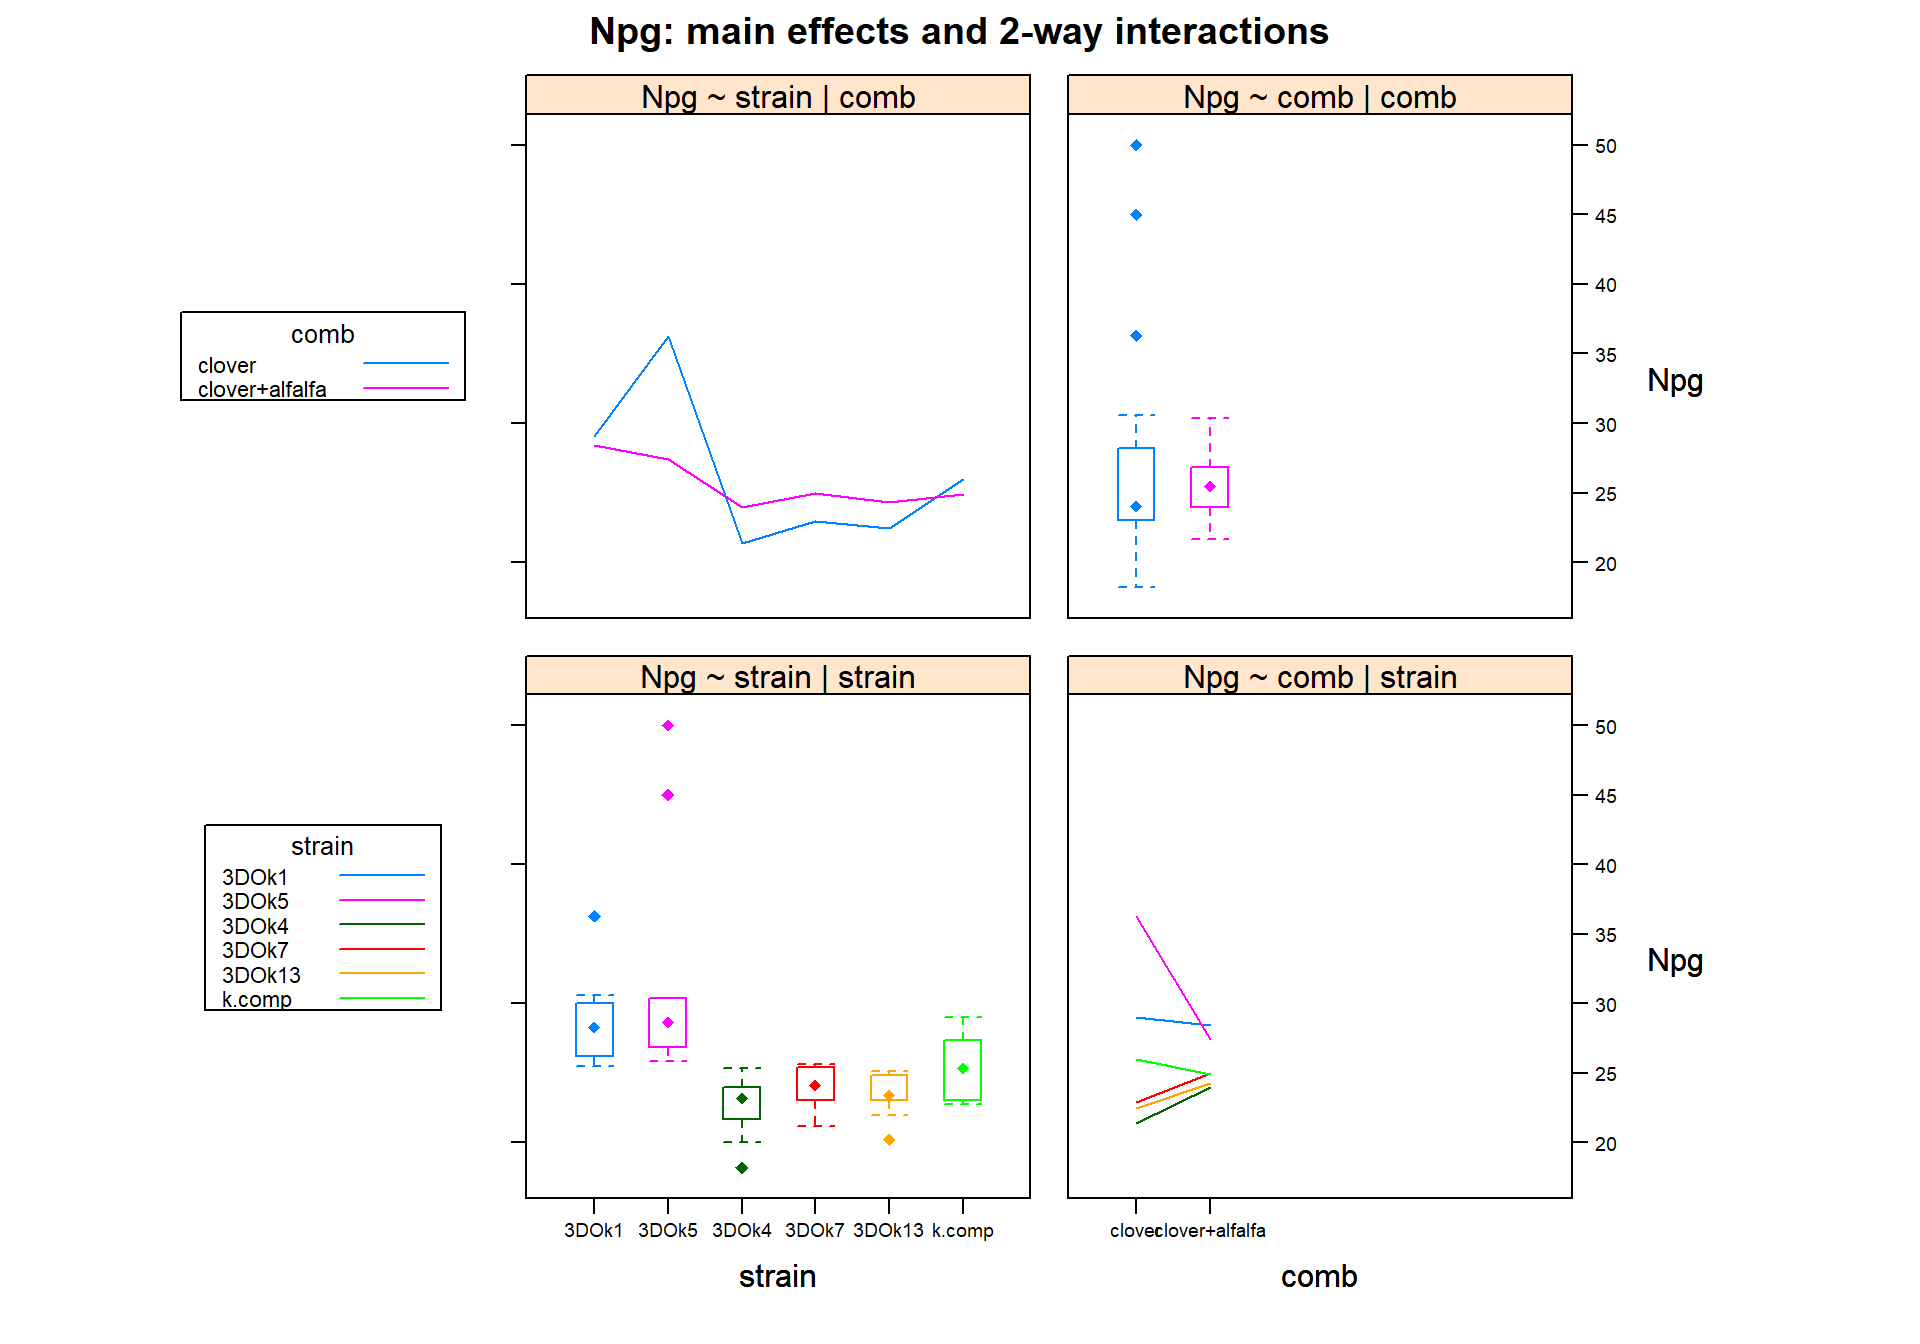 Npg: main effects and 2-way interactions
Npg ~ strain | comb
Npg ~ comb | comb
comb
clover
clover+alfalfa
50
45
40
35
30
25
20
Npg
Npg ~ strain | strain
Npg ~ comb | strain
strain
3DOk1
3DOk5
3DOk4
3DOk7
3DOk13
k.comp
50
45
40
35
30
25
20
Npg
3DOk1 3DOk5 3DOk4 3DOk7 3DOk13 k.comp
clover clover+alfalfa
strain
comb